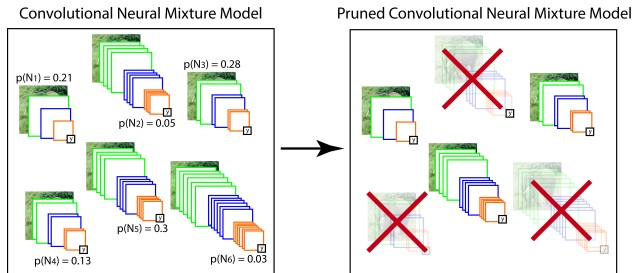 Convolutional Neural Mixture Model
Pruned Convolutional Neural Mixture Model
p(N1) = 0.21
p(N3) = 0.28
p(N2) = 0.05
y
y
y
y
y
y
y
y
y
y
y
y
p(N5) = 0.3
p(N4) = 0.13
p(N6) = 0.03